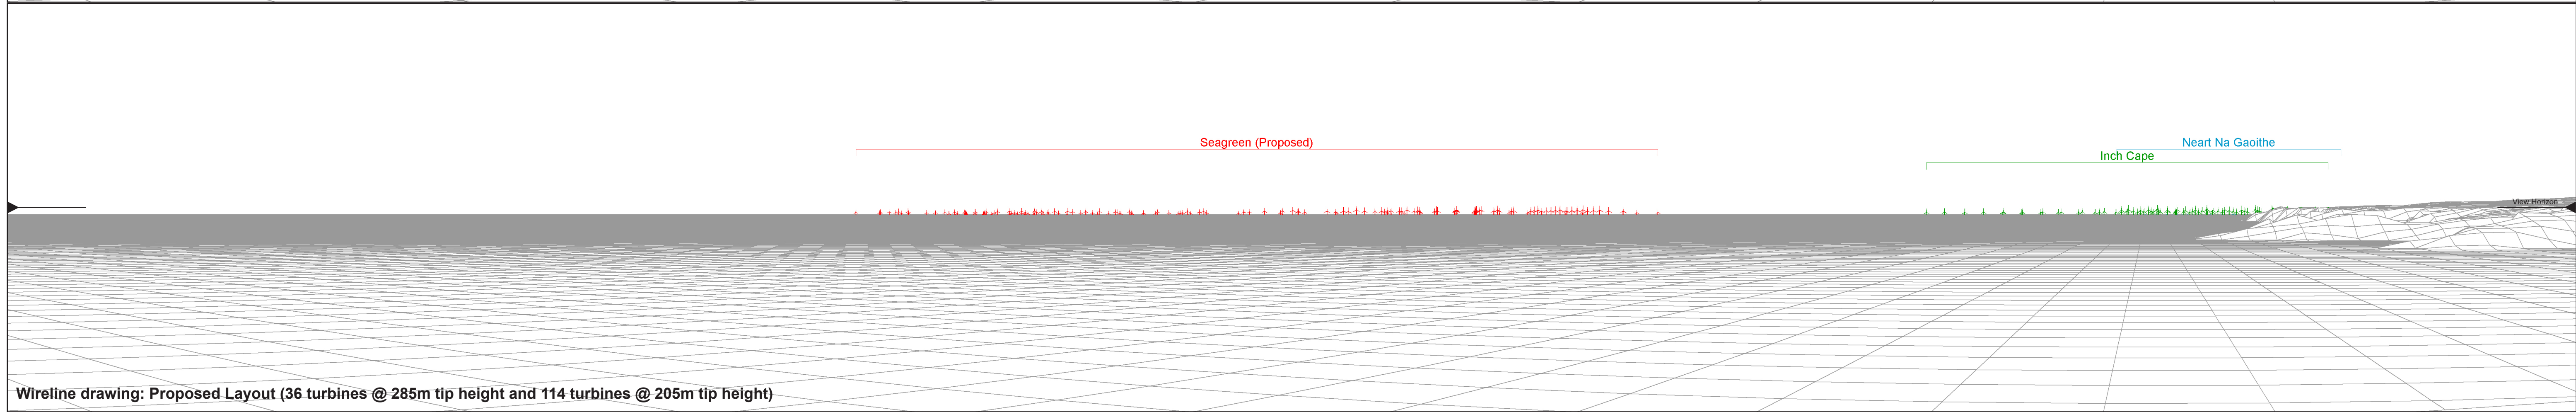 Seagreen (Proposed)
Neart Na Gaoithe
Inch Cape
View Horizon
Wireline drawing: Proposed Layout (36 turbines @ 285m tip height and 114 turbines @ 205m tip height)